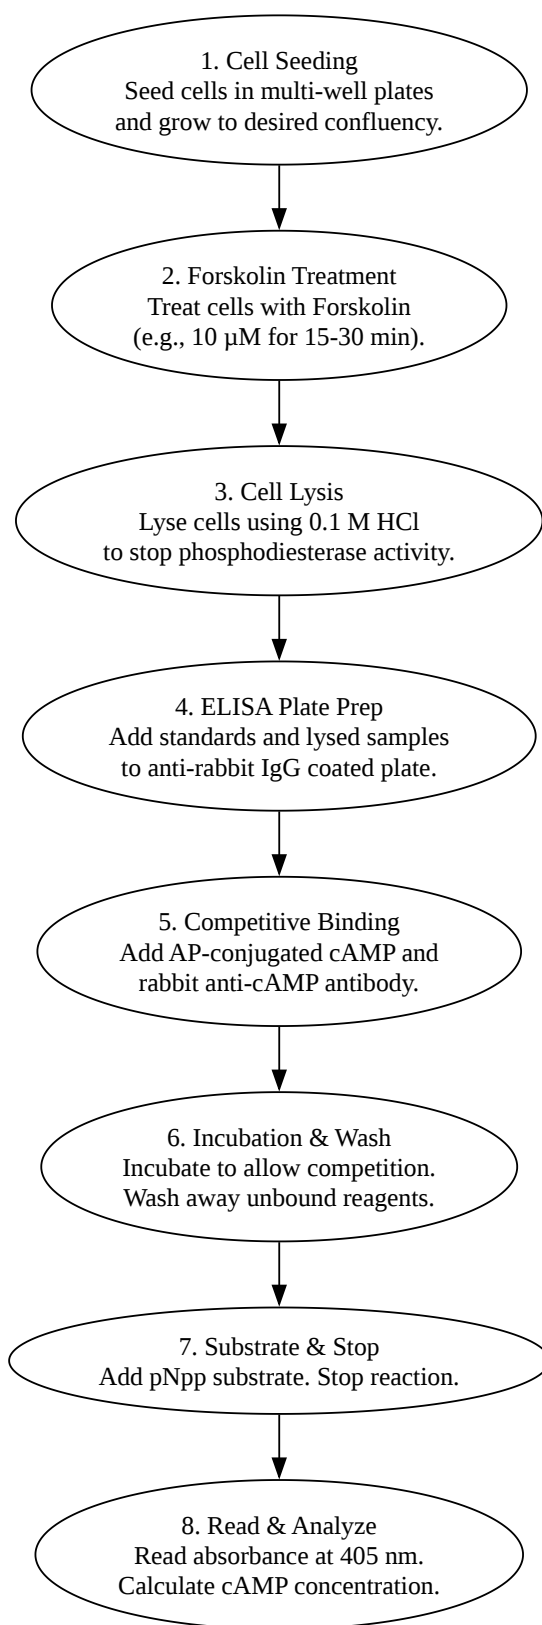 1. Cell Seeding
Seed cells in multi-well plates
and grow to desired confluency.
2. Forskolin Treatment
Treat cells with Forskolin
(e.g., 10 µM for 15-30 min).
3. Cell Lysis
Lyse cells using 0.1 M HCl
to stop phosphodiesterase activity.
4. ELISA Plate Prep
Add standards and lysed samples
to anti-rabbit IgG coated plate.
5. Competitive Binding
Add AP-conjugated cAMP and
rabbit anti-cAMP antibody.
6. Incubation & Wash
Incubate to allow competition.
Wash away unbound reagents.
7. Substrate & Stop
Add pNpp substrate. Stop reaction.
8. Read & Analyze
Read absorbance at 405 nm.
Calculate cAMP concentration.